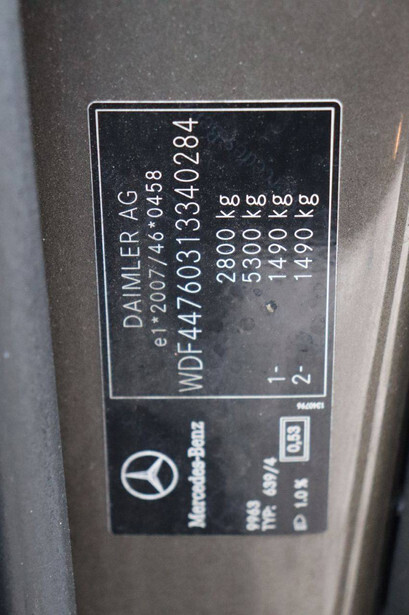 DAIMLER AG
e1*2007/46*0458
WDF44760313340284
2800 kg
5300 kg
1- 1490 kg
2- 1490 kg
1340796
Mercedes-Benz
9963
TYP: 639/4
0,53
1.0 %